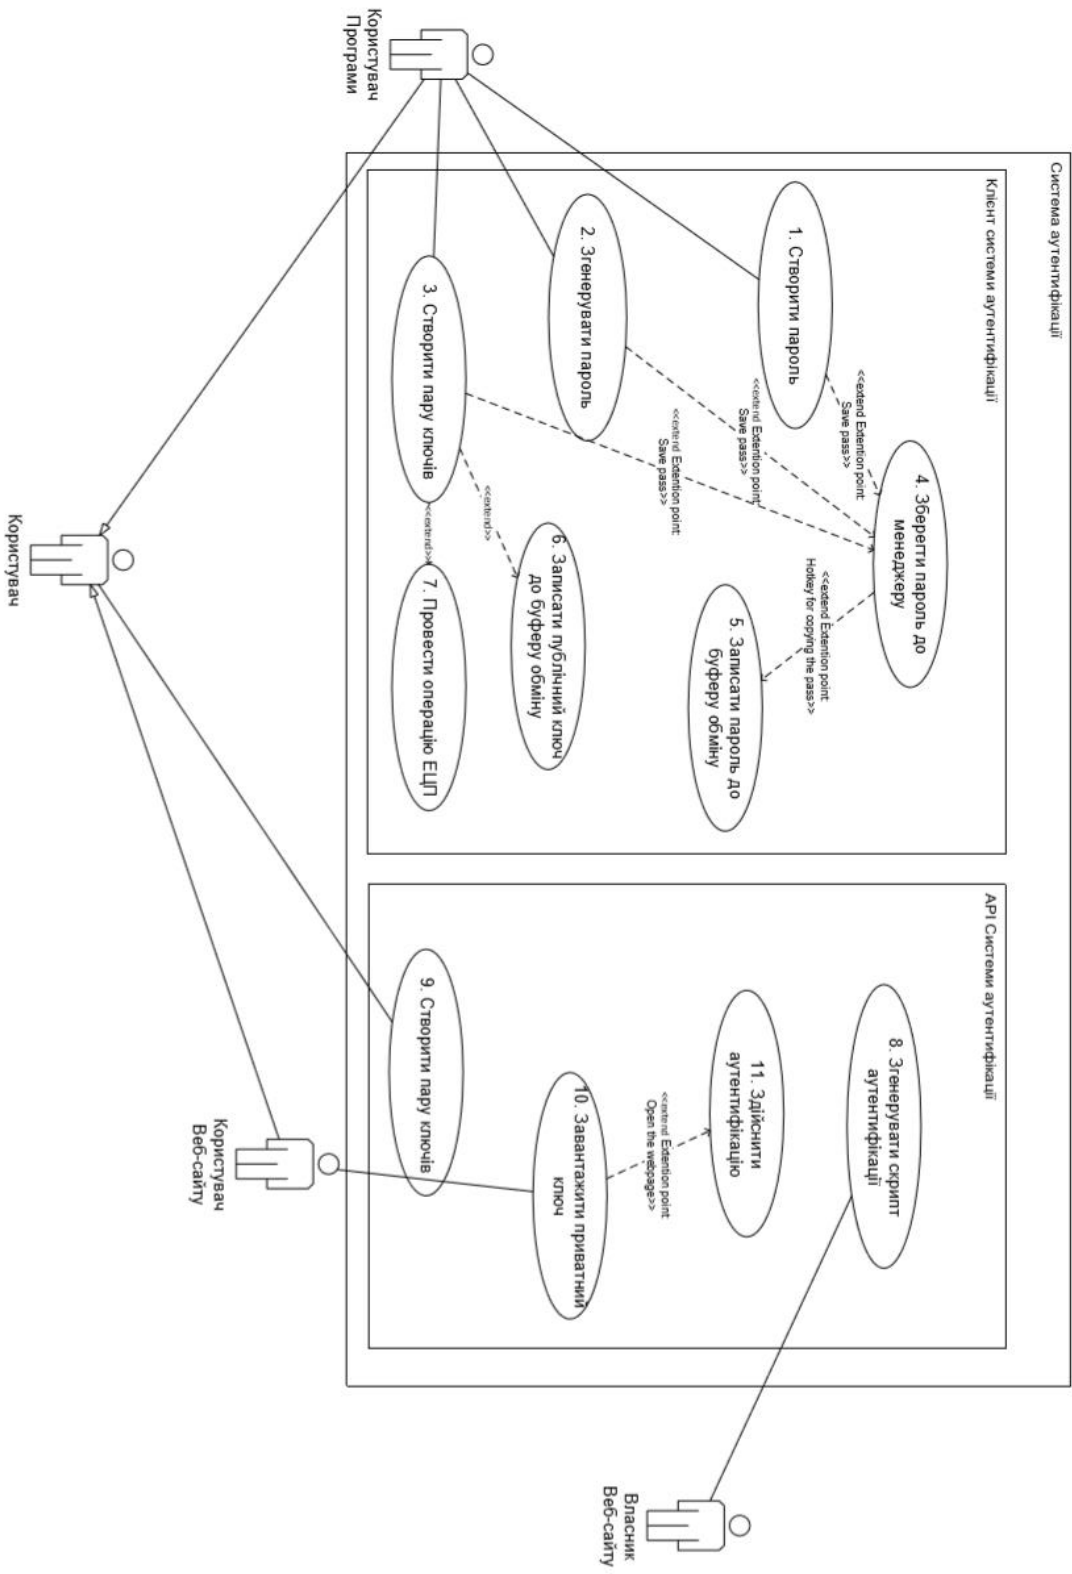 Система аутентифікації
Клієнт системи аутентифікації
1. Створити пароль
2. Згенерувати пароль
3. Створити пару ключів
4. Зберегти пароль до
менеджеру
5. Записати пароль до
буферу обміну
6. Записати публічний ключ
до буферу обміну
7. Провести операцію ЕЦП
<<extend Extention point:
Save pass>>
<<extend Extention point:
Save pass>>
<<extend Extention point:
Save pass>>
<<extend Extention point:
Hotkey for copying the pass>>
<<extend>>
<<extend>>
API Системи аутентифікації
8. Згенерувати скрипт
аутентифікації
11. Здійснити
аутентифікацію
<<extend Extention point:
Open the webpage>>
10. Завантажити приватний
ключ
9. Створити пару ключів
Користувач
Програми
Користувач
Користувач
Веб-сайту
Власник
Веб-сайту